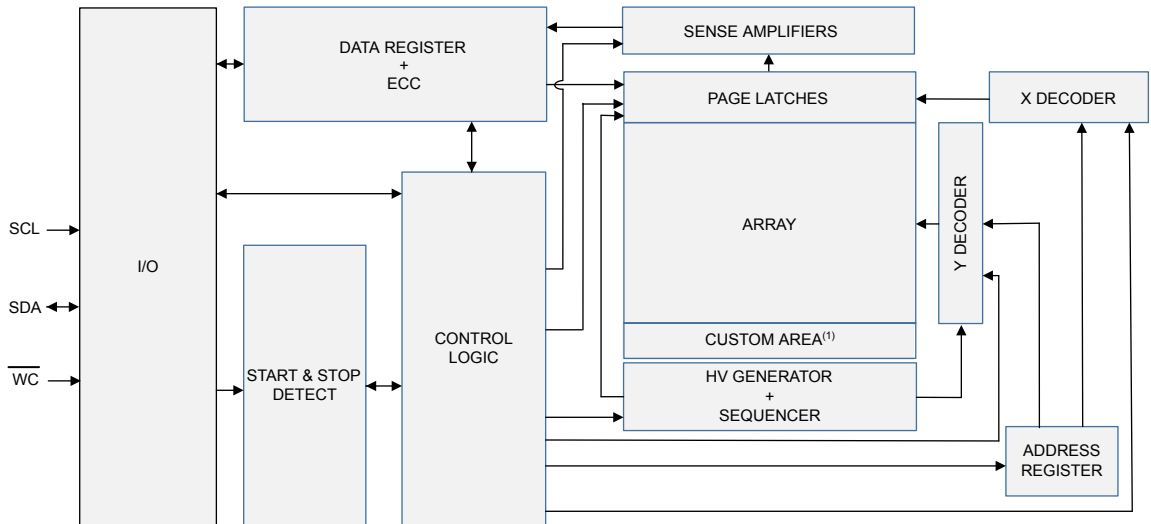 SCL
SDA
WC
I/O
DATA REGISTER
+
ECC
START & STOP
DETECT
CONTROL
LOGIC
SENSE AMPLIFIERS
PAGE LATCHES
ARRAY
CUSTOM AREA(1)
HV GENERATOR
+
SEQUENCER
Y DECODER
X DECODER
ADDRESS
REGISTER